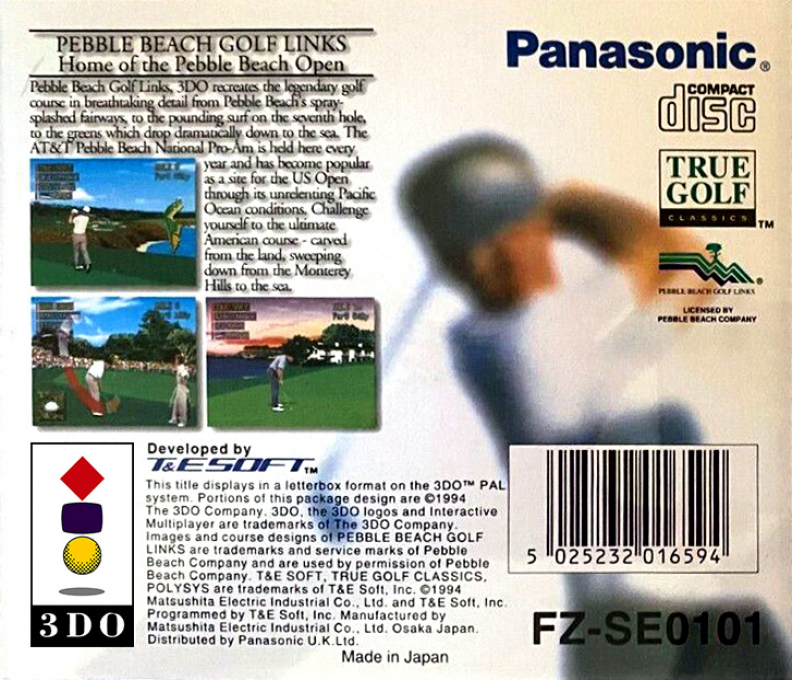 PEBBLE BEACH GOLF LINKS
Home of the Pebble Beach Open
Pebble Beach Golf Links, 3DO recreates the legendary golf
course in breathtaking detail from Pebble Beach's spray-
splashed fairways, to the pounding surf on the seventh hole,
to the greens which drop dramatically down to the sea. The
AT&T Pebble Beach National Pro-Am is held here every
year and has become popular
as a site for the US Open
through its unrelenting Pacific
Ocean conditions. Challenge
yourself to the ultimate
American course - carved
from the land, sweeping
down from the Monterey
Hills to the sea.
Panasonic®
COMPACT
disc
TRUE
GOLF
CLASSICS™
®
PEBBLE BEACH GOLF LINKS
LICENSED BY
PEBBLE BEACH COMPANY
3DO
Developed by
T&E SOFT™
This title displays in a letterbox format on the 3DO™ PAL
system. Portions of this package design are ©1994
The 3DO Company. 3DO, the 3DO logos and Interactive
Multiplayer are trademarks of The 3DO Company.
Images and course designs of PEBBLE BEACH GOLF
LINKS are trademarks and service marks of Pebble
Beach Company and are used by permission of Pebble
Beach Company. T&E SOFT, TRUE GOLF CLASSICS,
POLYSYS are trademarks of T&E Soft, Inc. ©1994
Matsushita Electric Industrial Co., Ltd. and T&E Soft, Inc.
Programmed by T&E Soft, Inc. Manufactured by
Matsushita Electric Industrial Co., Ltd. Osaka Japan.
Distributed by Panasonic U.K.Ltd.
Made in Japan
5 025232 016594
FZ-SE0101